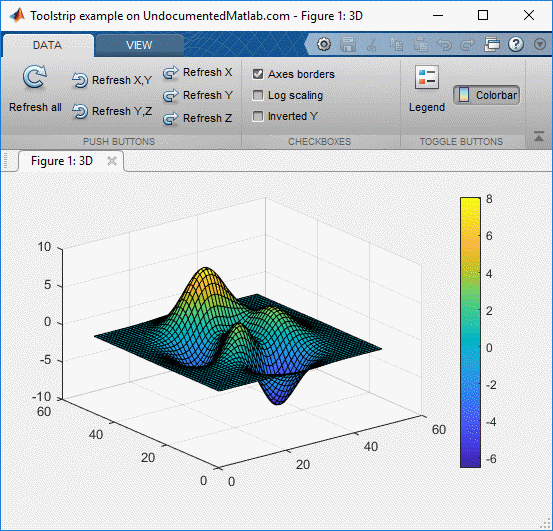 Toolstrip example on UndocumentedMatlab.com - Figure 1: 3D
DATA
VIEW
Refresh all
Refresh X,Y
Refresh Y,Z
Refresh X
Refresh Y
Refresh Z
PUSH BUTTONS
Axes borders
Log scaling
Inverted Y
CHECKBOXES
Legend
Colorbar
TOGGLE BUTTONS
Figure 1: 3D
10
5
0
-5
-10
60
40
20
0
0
20
40
60
8
6
4
2
0
-2
-4
-6